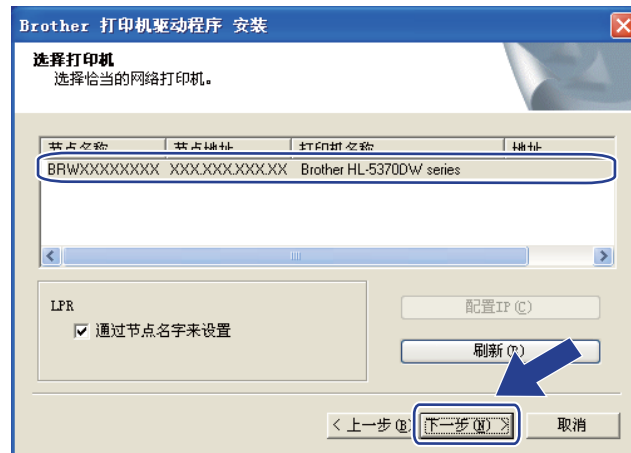 Brother 打印机驱动程序 安装
选择打印机
选择恰当的网络打印机。
节点名称 节点地址 打印机名称 地址
BRWXXXXXXXX XXX.XXX.XXX.XX Brother HL-5370DW series
LPR
通过节点名字来设置
配置IP (C)
刷新 (R)
< 上一步 (B) 下一步 (N) > 取消